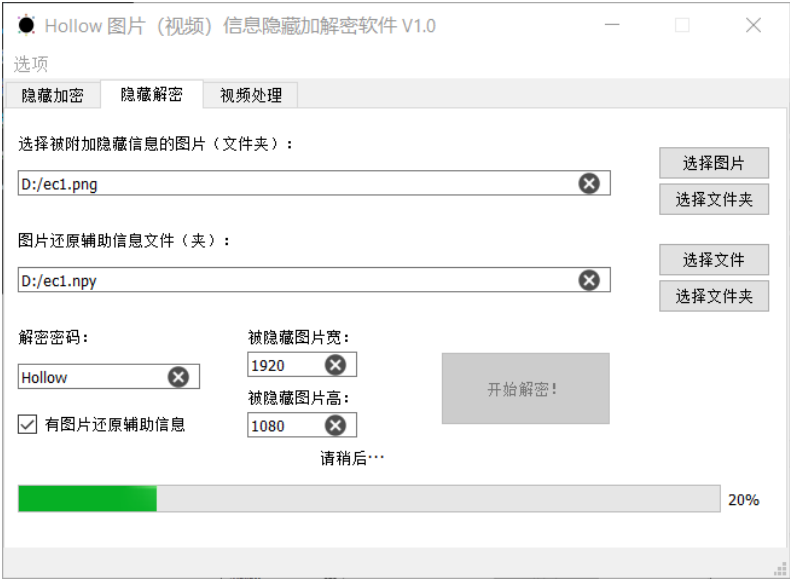 Hollow 图片（视频）信息隐藏加解密软件 V1.0
选项
隐藏加密 隐藏解密 视频处理
选择被附加隐藏信息的图片（文件夹）：
选择图片
D:/ec1.png
选择文件夹
图片还原辅助信息文件（夹）：
选择文件
D:/ec1.npy
选择文件夹
解密密码： 被隐藏图片宽：
1920
Hollow
开始解密!
被隐藏图片高：
有图片还原辅助信息 1080
请稍后…
20%